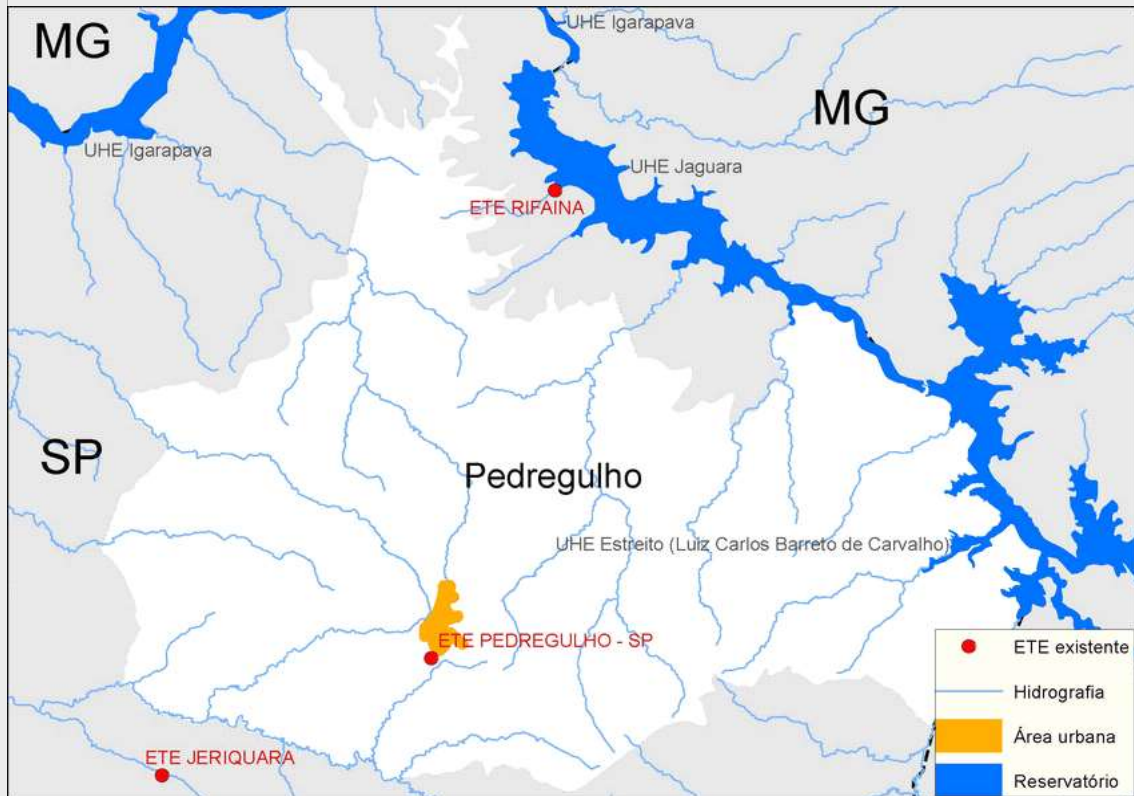 MG
UHE Igarapava
MG
UHE Igarapava
UHE Jaguara
ETE RIFAINA
SP
Pedregulho
UHE Estreito (Luiz Carlos Barreto de Carvalho)
ETE PEDREGULHO - SP
ETE JERIQUARA
ETE existente
Hidrografia
Área urbana
Reservatório